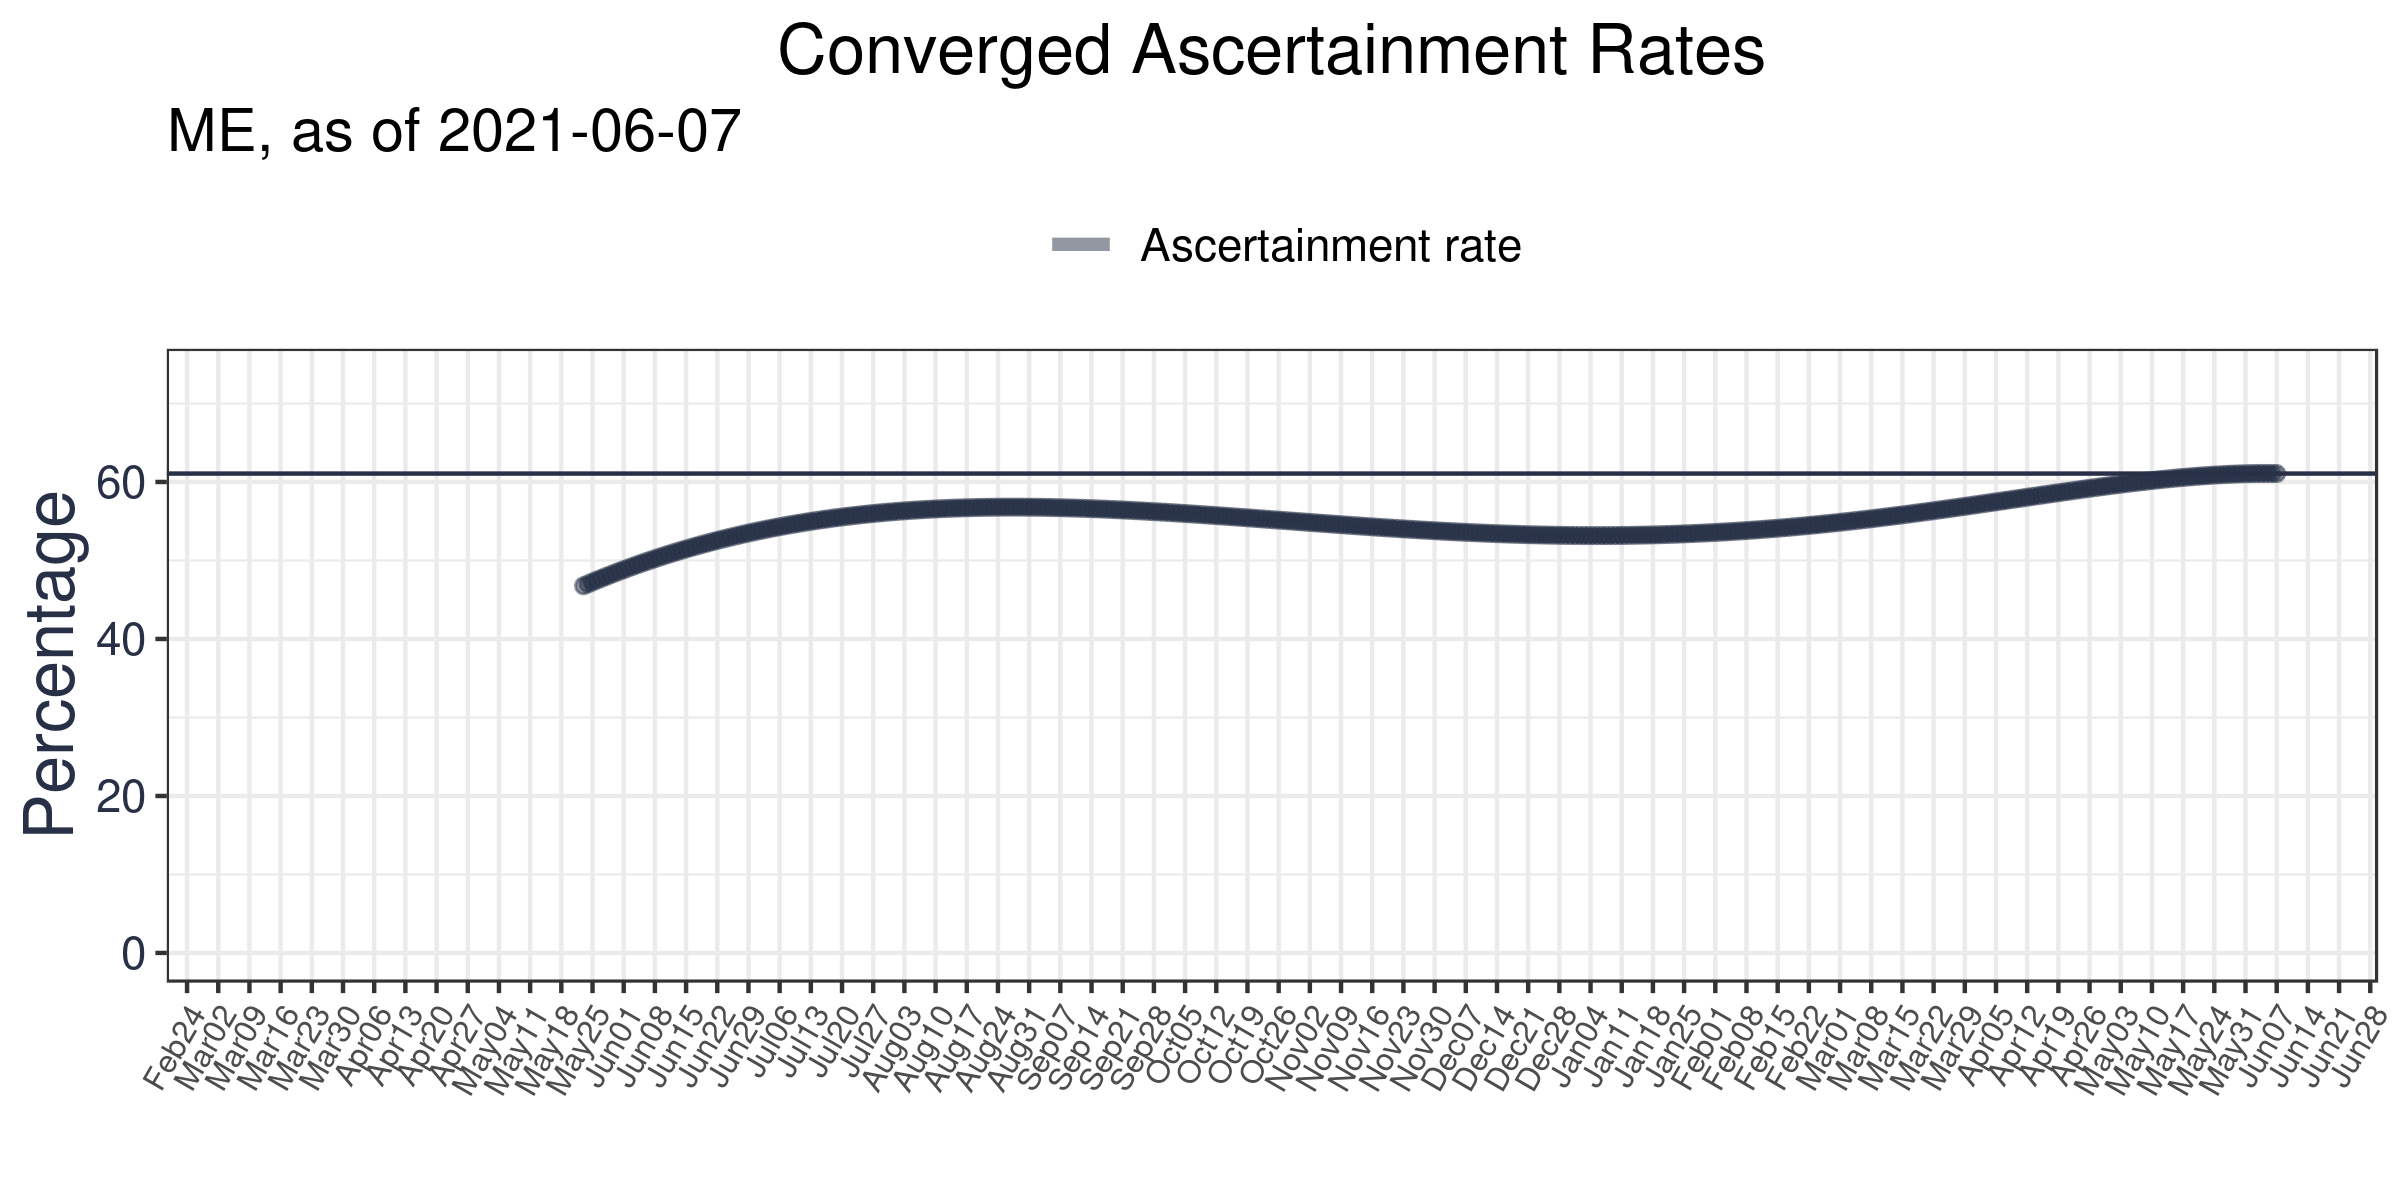 Converged Ascertainment Rates
ME, as of 2021-06-07
Ascertainment rate
Percentage
60
40
20
0
Feb24
Mar02
Mar09
Mar16
Mar23
Mar30
Apr06
Apr13
Apr20
Apr27
May04
May11
May18
May25
Jun01
Jun08
Jun15
Jun22
Jun29
Jul06
Jul13
Jul20
Jul27
Aug03
Aug10
Aug17
Aug24
Aug31
Sep07
Sep14
Sep21
Sep28
Oct05
Oct12
Oct19
Oct26
Nov02
Nov09
Nov16
Nov23
Nov30
Dec07
Dec14
Dec21
Dec28
Jan04
Jan11
Jan18
Jan25
Feb01
Feb08
Feb15
Feb22
Mar01
Mar08
Mar15
Mar22
Mar29
Apr05
Apr12
Apr19
Apr26
May03
May10
May17
May24
May31
Jun07
Jun14
Jun21
Jun28